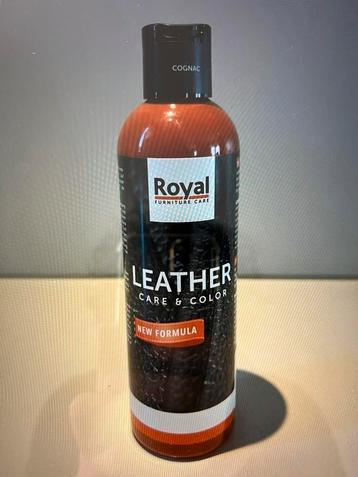 COGNAC
Royal
FURNITURE CARE
LEATHER
CARE & COLOR
NEW FORMULA